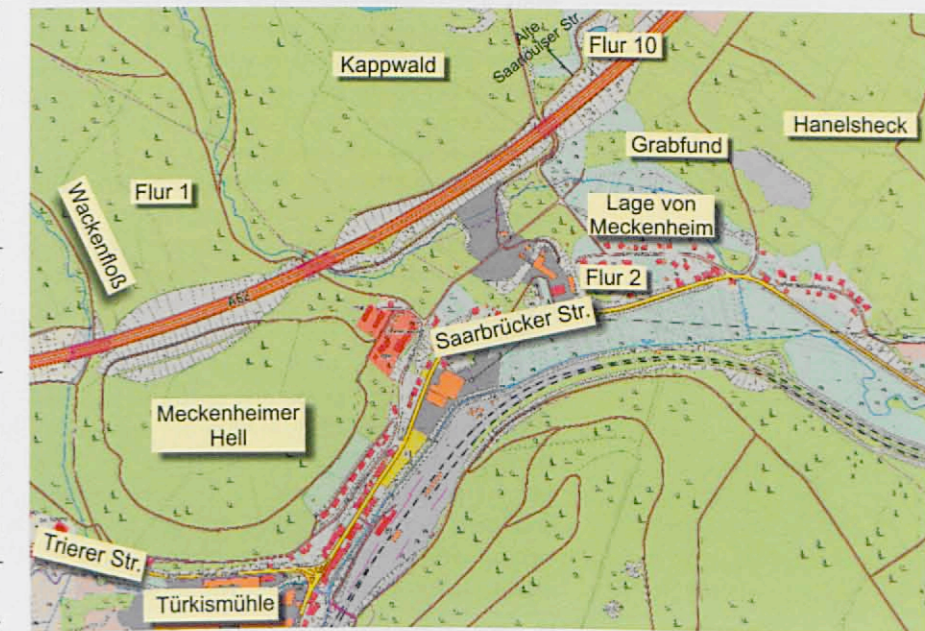 Alte
Saarlouiser Str.
Flur 10
Kappwald
Hanelsheck
Grabfund
Flur 1
Wackenfloß
Lage von
Meckenheim
Flur 2
A62
Saarbrücker Str.
Meckenheimer
Hell
Trierer Str.
Türkismühle